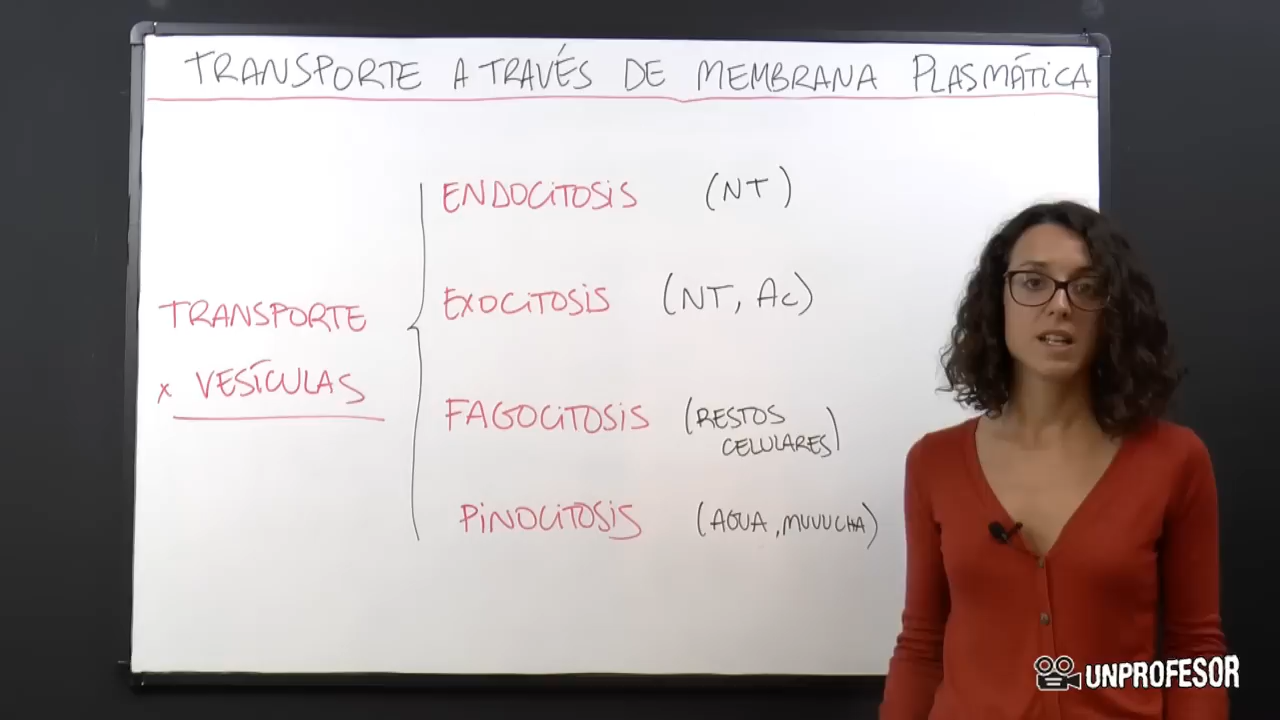 TRANSPORTE A TRAVÉS DE MEMBRANA PLASMÁTICA
TRANSPORTE
x VESÍCULAS
ENDOCITOSIS (NT)
EXOCITOSIS (NT, Ac)
FAGOCITOSIS (RESTOS
CELULARES)
PINOCITOSIS (AGUA, MUUUCHA)
UNPROFESOR